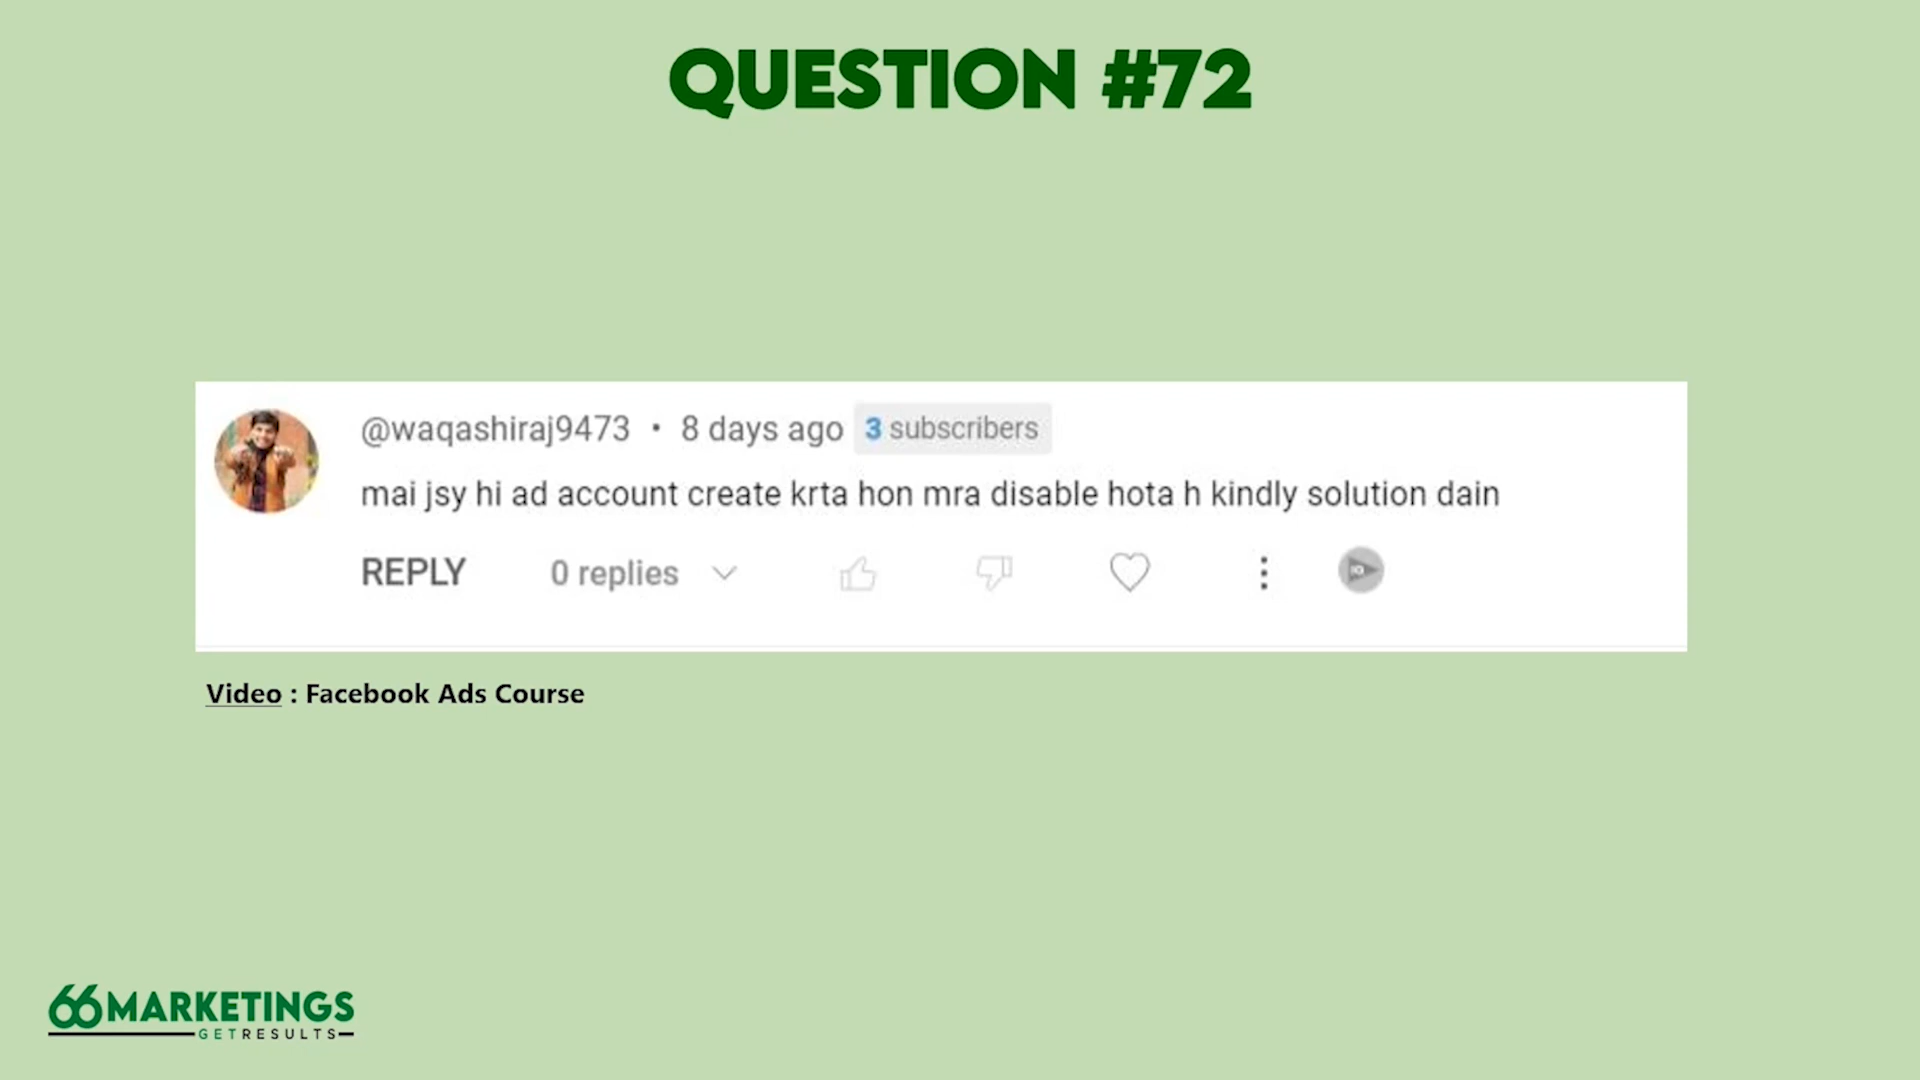 QUESTION #72
@waqashiraj9473 • 8 days ago 3 subscribers
mai jsy hi ad account create krta hon mra disable hota h kindly solution dain
REPLY 0 replies
Video : Facebook Ads Course
66MARKETINGS
GETRESULTS